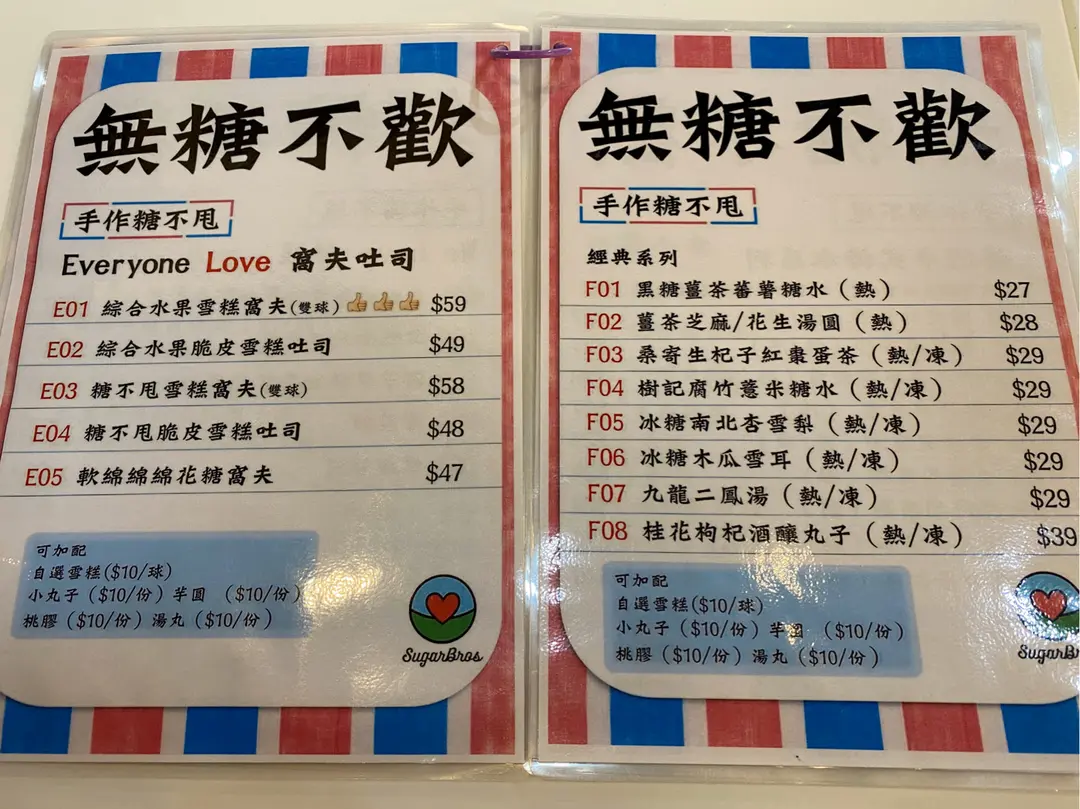 無糖不歡
手作糖不甩
Everyone Love 窩夫吐司
E01 綜合水果雪糕窩夫(雙球) 👍👍👍 $59
E02 綜合水果脆皮雪糕吐司 $49
E03 糖不甩雪糕窩夫(雙球) $58
E04 糖不甩脆皮雪糕吐司 $48
E05 軟綿綿綿花糖窩夫 $47
可加配
自選雪糕($10/球)
小丸子($10/份) 芋圓 ($10/份)
桃膠($10/份) 湯丸($10/份)
SugarBros
無糖不歡
手作糖不甩
經典系列
F01 黑糖薑茶蕃薯糖水(熱) $27
F02 薑茶芝麻/花生湯圓(熱) $28
F03 桑寄生杞子紅棗蛋茶(熱/凍) $29
F04 樹記腐竹薏米糖水(熱/凍) $29
F05 冰糖南北杏雪梨(熱/凍) $29
F06 冰糖木瓜雪耳(熱/凍) $29
F07 九龍二鳳湯(熱/凍) $29
F08 桂花枸杞酒釀丸子(熱/凍) $39
可加配
自選雪糕($10/球)
小丸子($10/份) 芋圓 ($10/份)
桃膠($10/份) 湯丸($10/份)
SugarBr